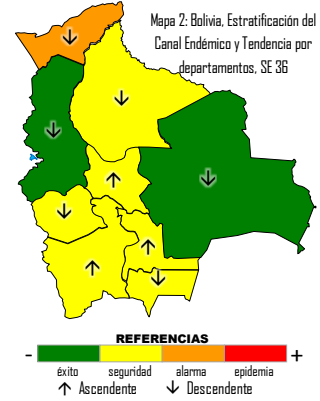 Mapa 2: Bolivia, Estratificación del
Canal Endémico y Tendencia por
departamentos, SE 36
REFERENCIAS
- +
éxito seguridad alarma epidemia
↑ Ascendente ↓ Descendente